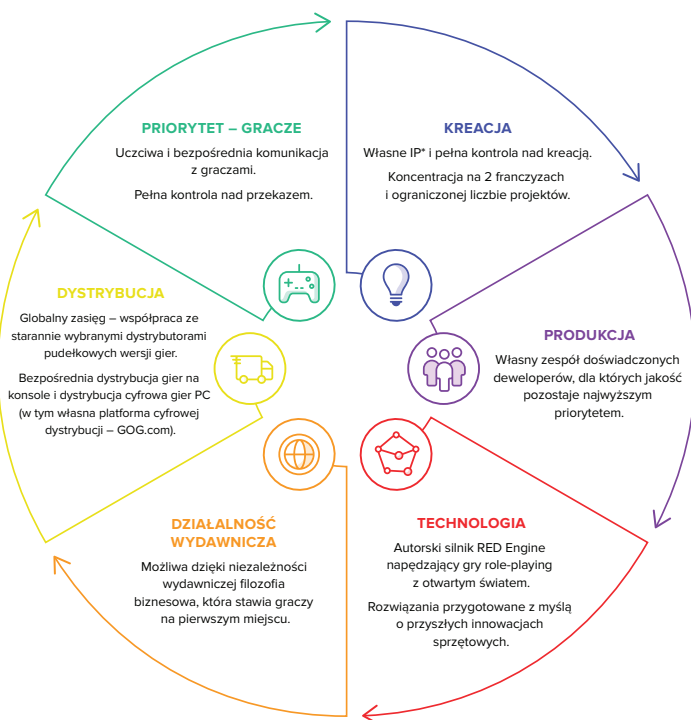 PRIORYTET – GRACZE
Uczciwa i bezpośrednia komunikacja
z graczami.
Pełna kontrola nad przekazem.
KREACJA
Własne IP* i pełna kontrola nad kreacją.
Koncentracja na 2 franczyzach
i ograniczonej liczbie projektów.
PRODUKCJA
Własny zespół doświadczonych
deweloperów, dla których jakość
pozostaje najwyższym
priorytetem.
TECHNOLOGIA
Autorski silnik RED Engine
napędzający gry role-playing
z otwartym światem.
Rozwiązania przygotowane z myślą
o przyszłych innowacjach
sprzętowych.
DZIAŁALNOŚĆ
WYDAWNICZA
Możliwa dzięki niezależności
wydawniczej filozofia
biznesowa, która stawia graczy
na pierwszym miejscu.
DYSTRYBUCJA
Globalny zasięg – współpraca ze
starannie wybranymi dystrybutorami
pudełkowych wersji gier.
Bezpośrednia dystrybucja gier na
konsole i dystrybucja cyfrowa gier PC
(w tym własna platforma cyfrowej
dystrybucji – GOG.com).